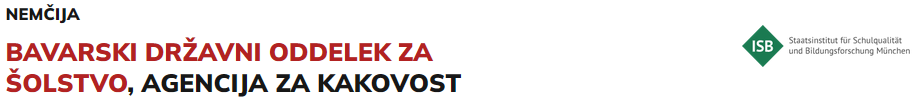 NEMČIJA
BAVARSKI DRŽAVNI ODDELEK ZA
ŠOLSTVO, AGENCIJA ZA KAKOVOST
ISB
Staatsinstitut für Schulqualität
und Bildungsforschung München